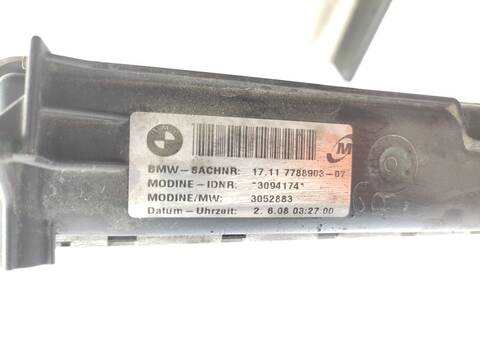 BMW-SACHNR: 17.11 7788903-07
MODINE-IDNR: *3094174*
MODINE/MW: 3052883
Datum-Uhrzeit: 2. 6.08 03:27:00